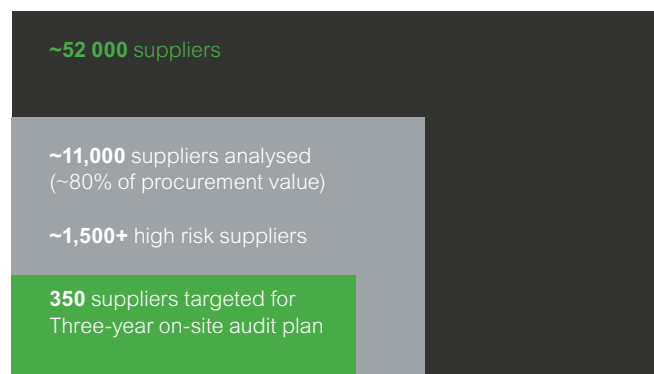 ~52 000 suppliers
~11,000 suppliers analysed
(~80% of procurement value)
~1,500+ high risk suppliers
350 suppliers targeted for
Three-year on-site audit plan